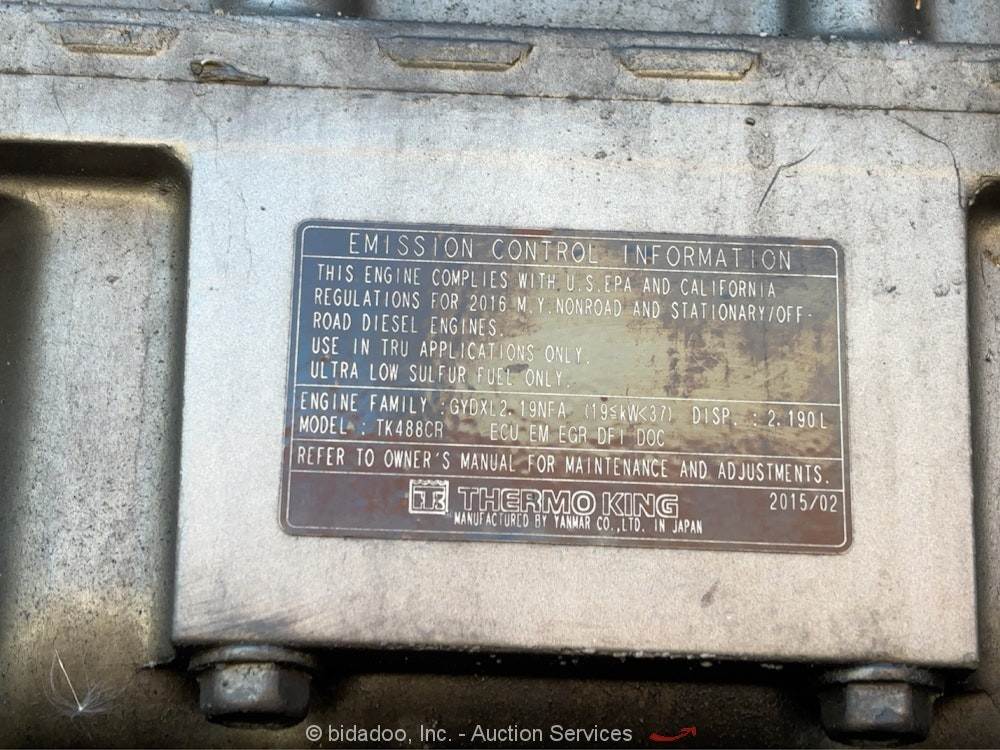 EMISSION CONTROL INFORMATION
THIS ENGINE COMPLIES WITH U.S.EPA AND CALIFORNIA
REGULATIONS FOR 2016 M.Y.NONROAD AND STATIONARY/OFF-
ROAD DIESEL ENGINES.
USE IN TRU APPLICATIONS ONLY.
ULTRA LOW SULFUR FUEL ONLY.
ENGINE FAMILY :GYDXL2.19NFA (19≤kW<37) DISP. : 2.190L
MODEL : TK488CR ECU EM EGR DFI DOC
REFER TO OWNER'S MANUAL FOR MAINTENANCE AND ADJUSTMENTS.
TK THERMO KING 2015/02
MANUFACTURED BY YANMAR CO.,LTD. IN JAPAN
© bidadoo, Inc. - Auction Services